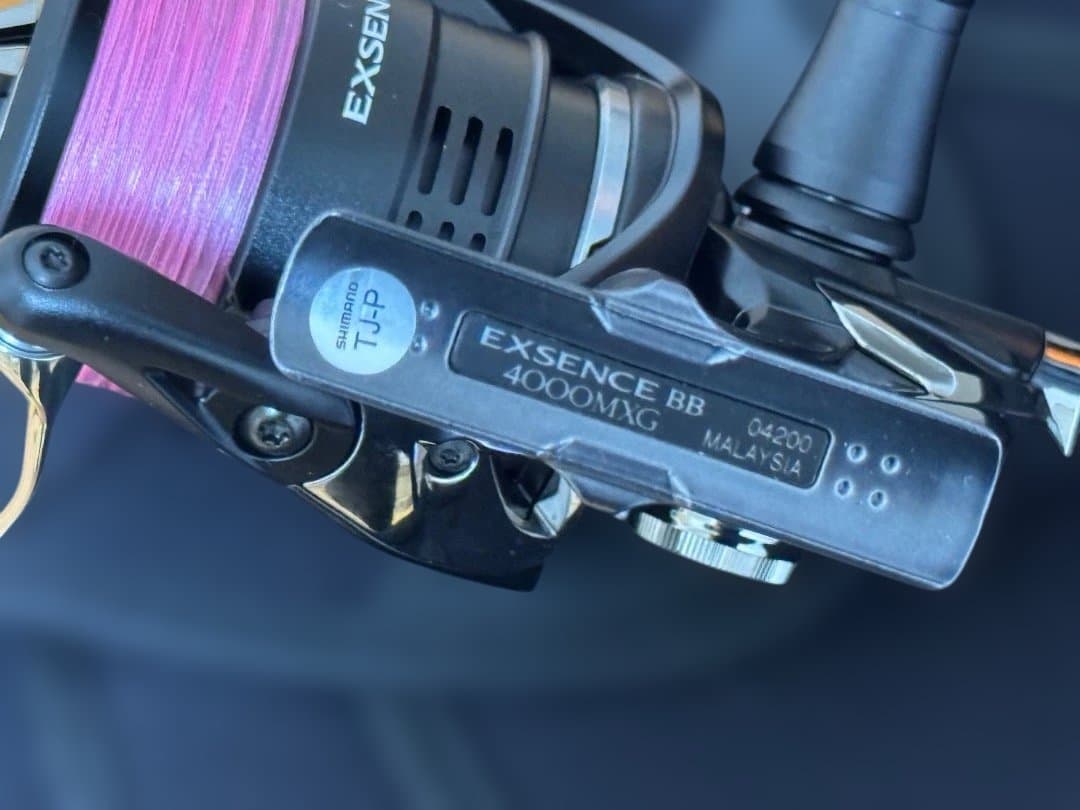 EXSEN
SHIMANO
TJ-P
EXSENCE BB
4000MXG
04200
MALAYSIA